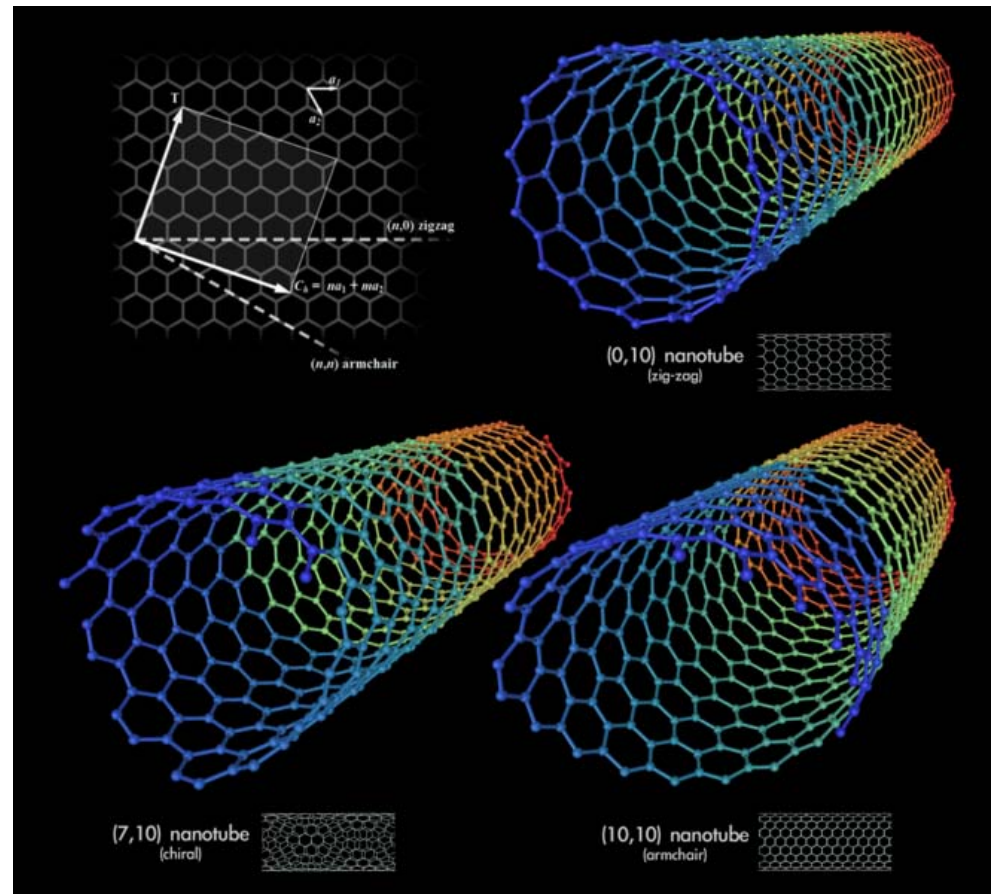 a₁
T
a₂
(n,0) zigzag
Cₕ = na₁ + ma₂
(n,n) armchair
(0,10) nanotube
(zig-zag)
(7,10) nanotube
(chiral)
(10,10) nanotube
(armchair)